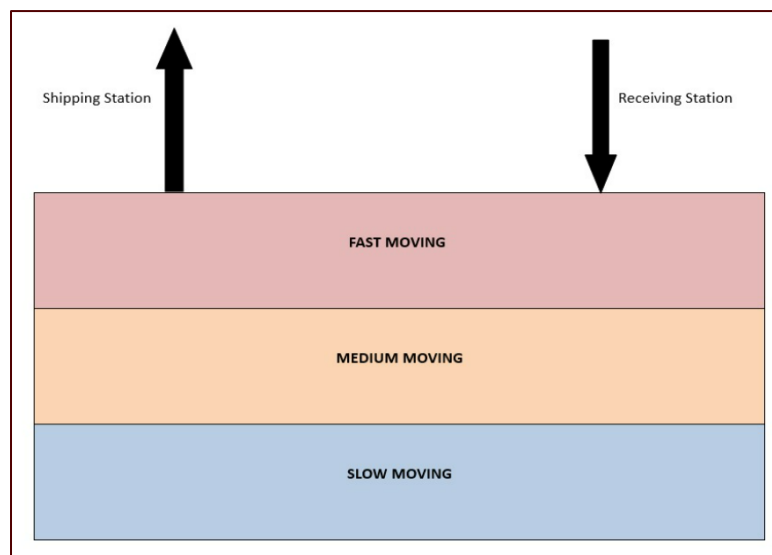 Shipping Station
Receiving Station
FAST MOVING
MEDIUM MOVING
SLOW MOVING